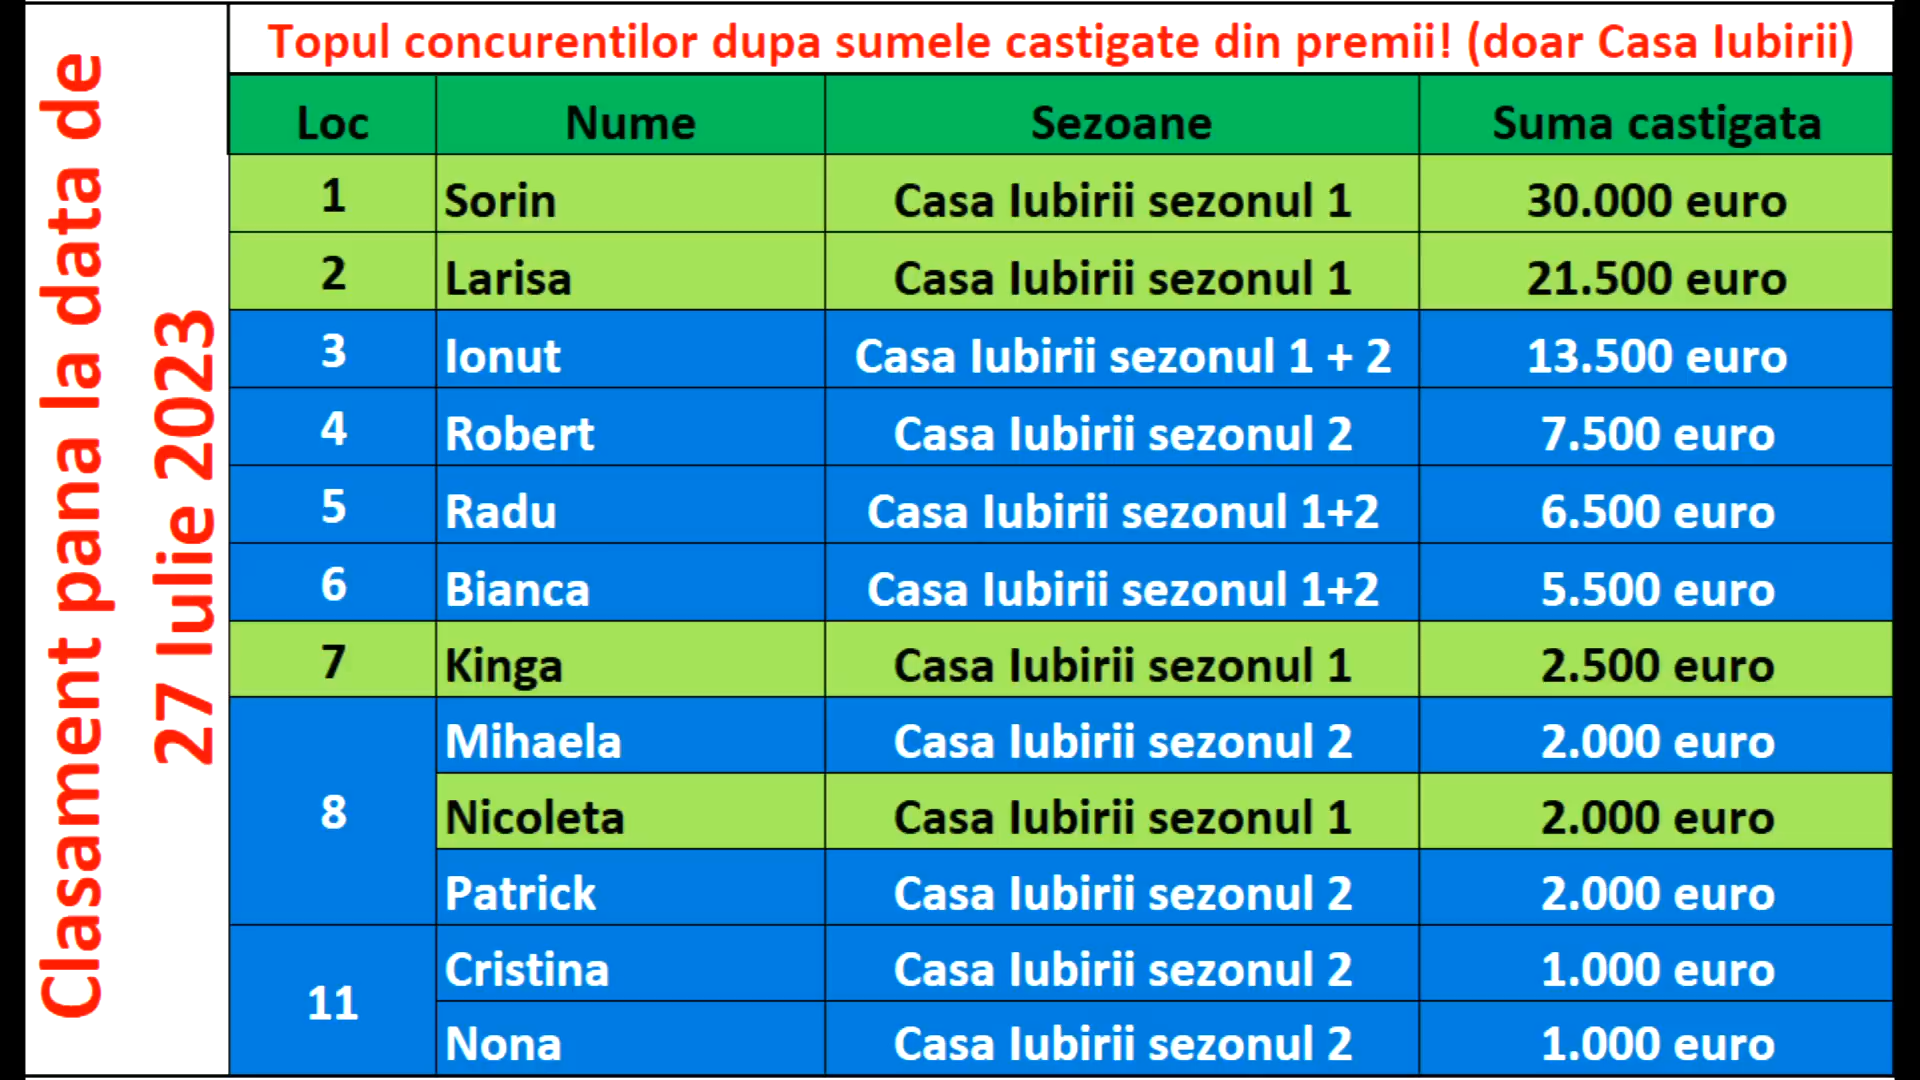 Clasament pana la data de
27 Iulie 2023
Topul concurentilor dupa sumele castigate din premii! (doar Casa Iubirii)
Loc Nume Sezoane Suma castigata
1 Sorin Casa Iubirii sezonul 1 30.000 euro
2 Larisa Casa Iubirii sezonul 1 21.500 euro
3 Ionut Casa Iubirii sezonul 1 + 2 13.500 euro
4 Robert Casa Iubirii sezonul 2 7.500 euro
5 Radu Casa Iubirii sezonul 1+2 6.500 euro
6 Bianca Casa Iubirii sezonul 1+2 5.500 euro
7 Kinga Casa Iubirii sezonul 1 2.500 euro
8 Mihaela Casa Iubirii sezonul 2 2.000 euro
Nicoleta Casa Iubirii sezonul 1 2.000 euro
Patrick Casa Iubirii sezonul 2 2.000 euro
11 Cristina Casa Iubirii sezonul 2 1.000 euro
Nona Casa Iubirii sezonul 2 1.000 euro